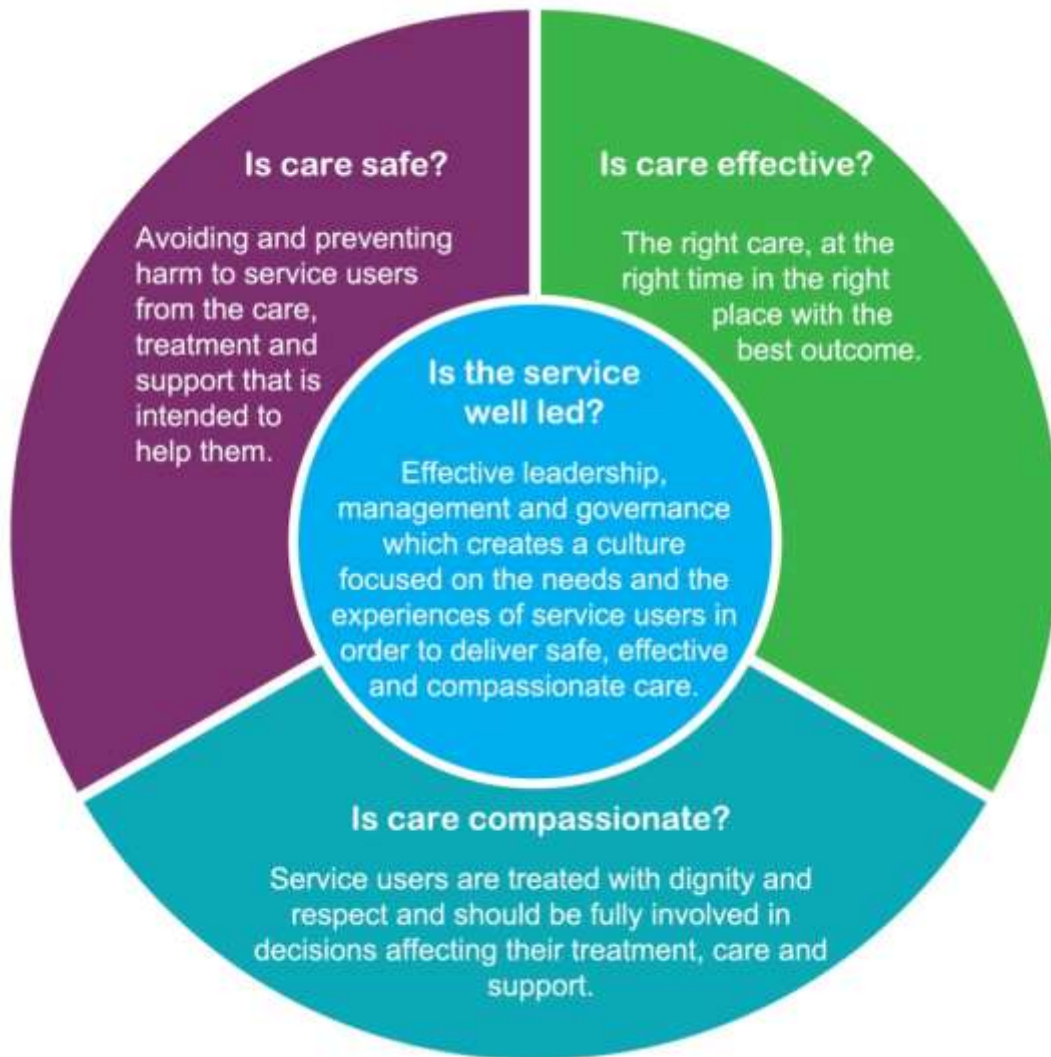 Is care safe?
Avoiding and preventing
harm to service users
from the care,
treatment and
support that is
intended to
help them.
Is care effective?
The right care, at the
right time in the right
place with the
best outcome.
Is the service
well led?
Effective leadership,
management and governance
which creates a culture
focused on the needs and the
experiences of service users in
order to deliver safe, effective
and compassionate care.
Is care compassionate?
Service users are treated with dignity and
respect and should be fully involved in
decisions affecting their treatment, care and
support.